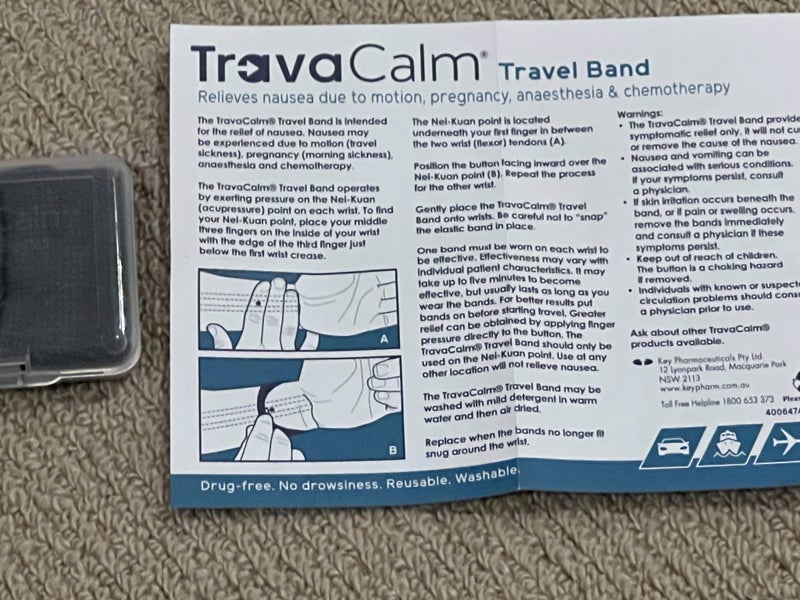 TravaCalm® Travel Band
Relieves nausea due to motion, pregnancy, anaesthesia & chemotherapy
The TravaCalm® Travel Band is intended
for the relief of nausea. Nausea may
be experienced due to motion (travel
sickness), pregnancy (morning sickness),
anaesthesia and chemotherapy.
The TravaCalm® Travel Band operates
by exerting pressure on the Nei-Kuan
(acupressure) point on each wrist. To find
your Nei-Kuan point, place your middle
three fingers on the inside of your wrist
with the edge of the third finger just
below the first wrist crease.
A
B
The Nei-Kuan point is located
underneath your first finger in between
the two wrist (flexor) tendons (A).
Position the button facing inward over the
Nei-Kuan point (B). Repeat the process
for the other wrist.
Gently place the TravaCalm® Travel
Band onto wrists. Be careful not to "snap"
the elastic band in place.
One band must be worn on each wrist to
be effective. Effectiveness may vary with
individual patient characteristics. It may
take up to five minutes to become
effective, but usually lasts as long as you
wear the bands. For better results put
bands on before starting travel. Greater
relief can be obtained by applying finger
pressure directly to the button. The
TravaCalm® Travel Band should only be
used on the Nei-Kuan point. Use at any
other location will not relieve nausea.
The TravaCalm® Travel Band may be
washed with mild detergent in warm
water and then air dried.
Replace when the bands no longer fit
snug around the wrist.
Warnings:
• The TravaCalm® Travel Band provide
symptomatic relief only. It will not cu
or remove the cause of the nausea.
• Nausea and vomiting can be
associated with serious conditions.
If your symptoms persist, consult
a physician.
• If skin irritation occurs beneath the
band, or if pain or swelling occurs,
remove the bands immediately
and consult a physician if these
symptoms persist.
• Keep out of reach of children.
The button is a choking hazard
if removed.
• Individuals with known or suspect
circulation problems should cons
a physician prior to use.
Ask about other TravaCalm®
products available.
Key Pharmaceuticals Pty Ltd
12 Lyonpark Road, Macquarie Park
NSW 2113
www.keypharm.com.au
Toll Free Helpline 1800 653 373 Pleas
400647
Drug-free. No drowsiness. Reusable. Washable.